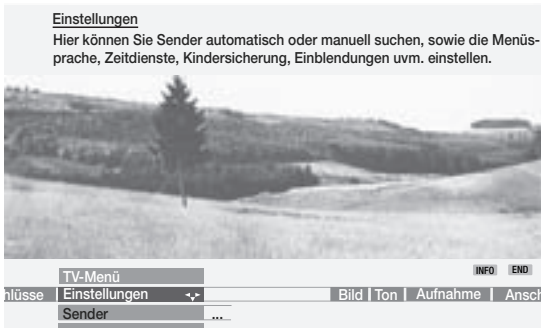 Einstellungen
Hier können Sie Sender automatisch oder manuell suchen, sowie die Menüs-
prache, Zeitdienste, Kindersicherung, Einblendungen uvm. einstellen.
INFO END
TV-Menü
hlüsse Einstellungen Bild Ton Aufnahme Ansch
Sender ...